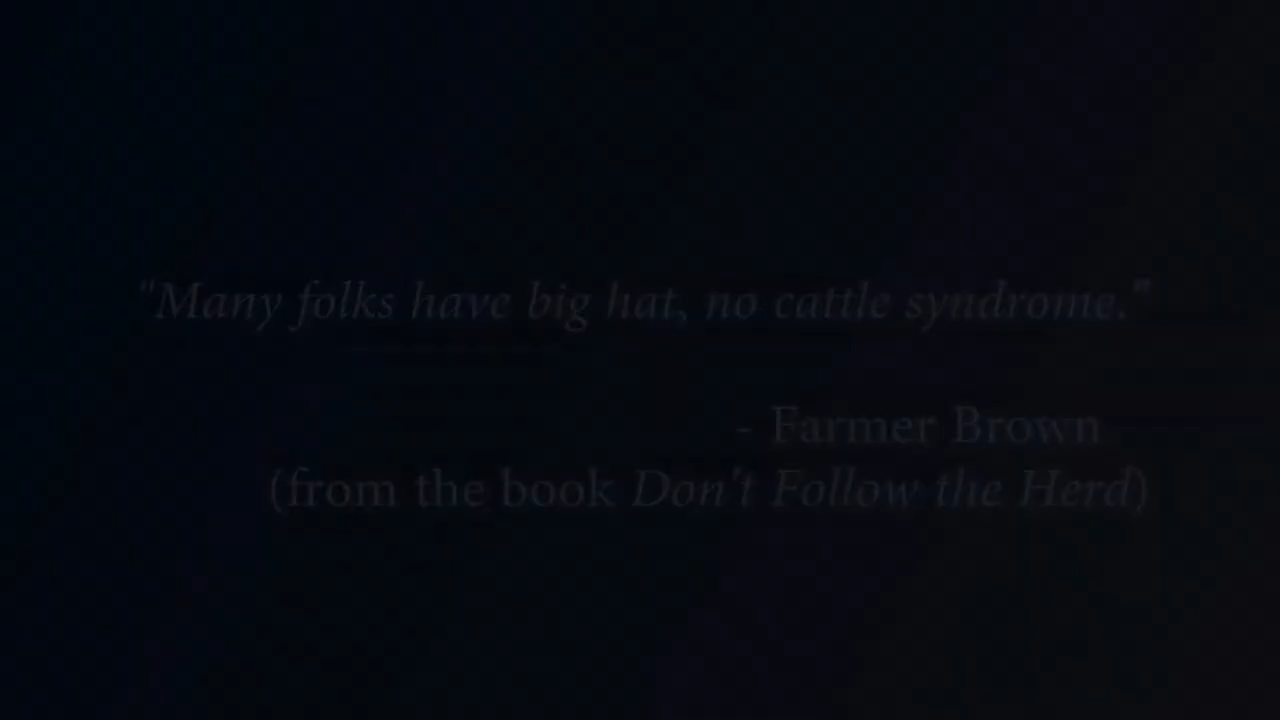 "Many folks have big hat, no cattle syndrome."
- Farmer Brown
(from the book Don't Follow the Herd)